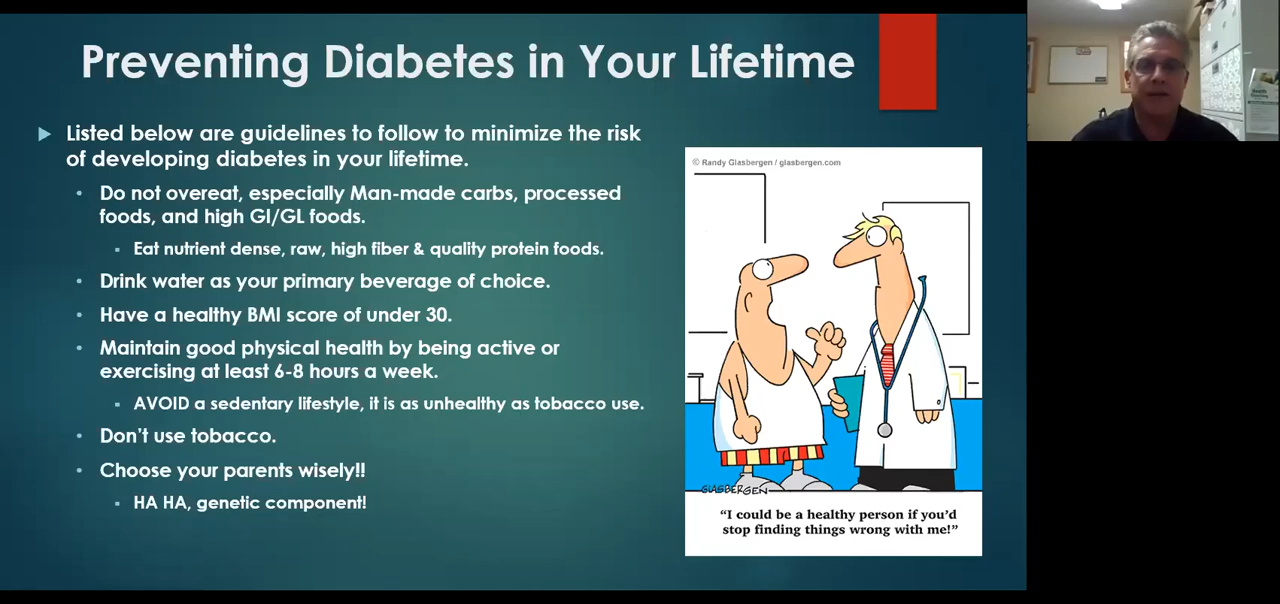 Preventing Diabetes in Your Lifetime
Listed below are guidelines to follow to minimize the risk
of developing diabetes in your lifetime.
Do not overeat, especially Man-made carbs, processed
foods, and high GI/GL foods.
Eat nutrient dense, raw, high fiber & quality protein foods.
Drink water as your primary beverage of choice.
Have a healthy BMI score of under 30.
Maintain good physical health by being active or
exercising at least 6-8 hours a week.
AVOID a sedentary lifestyle, it is as unhealthy as tobacco use.
Don't use tobacco.
Choose your parents wisely!!
HA HA, genetic component!
© Randy Glasbergen / glasbergen.com
GLASBERGEN
“I could be a healthy person if you’d
stop finding things wrong with me!”